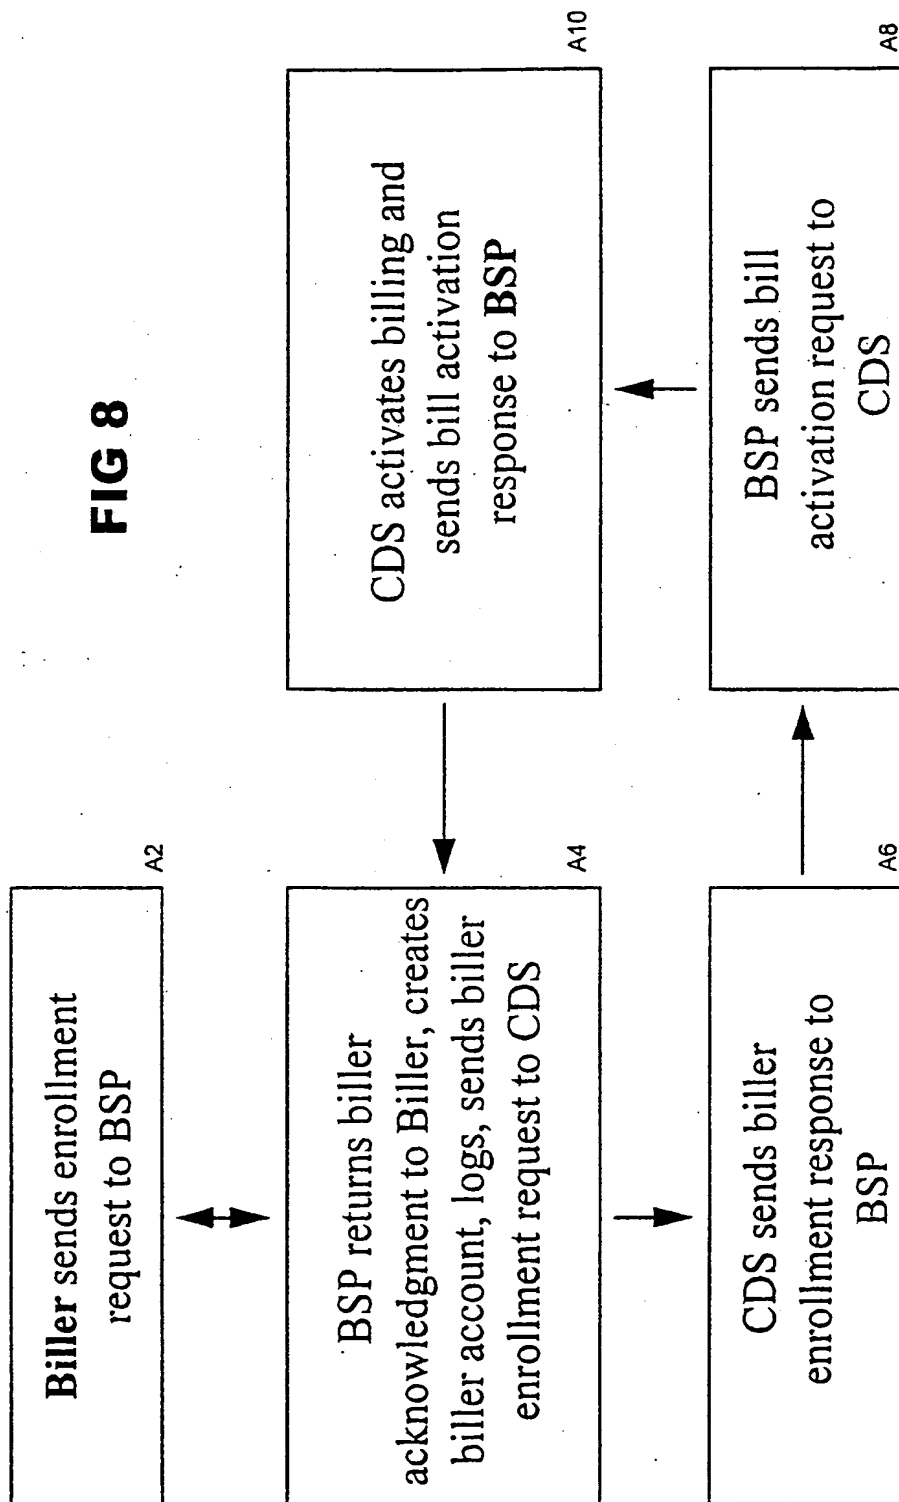 FIG 8
Biller sends enrollment
request to BSP
A2
BSP returns biller
acknowledgment to Biller, creates
biller account, logs, sends biller
enrollment request to CDS
A4
CDS sends biller
enrollment response to
BSP
A6
BSP sends bill
activation request to
CDS
A8
CDS activates billing and
sends bill activation
response to BSP
A10